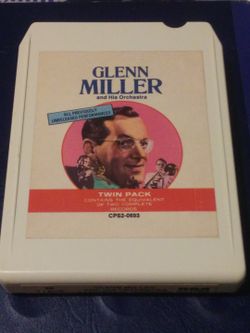 GLENN
MILLER
and His Orchestra
ALL PREVIOUSLY
UNRELEASED PERFORMANCES
TWIN PACK
CONTAINS THE EQUIVALENT
OF TWO COMPLETE
RECORDS
CPS2-0693